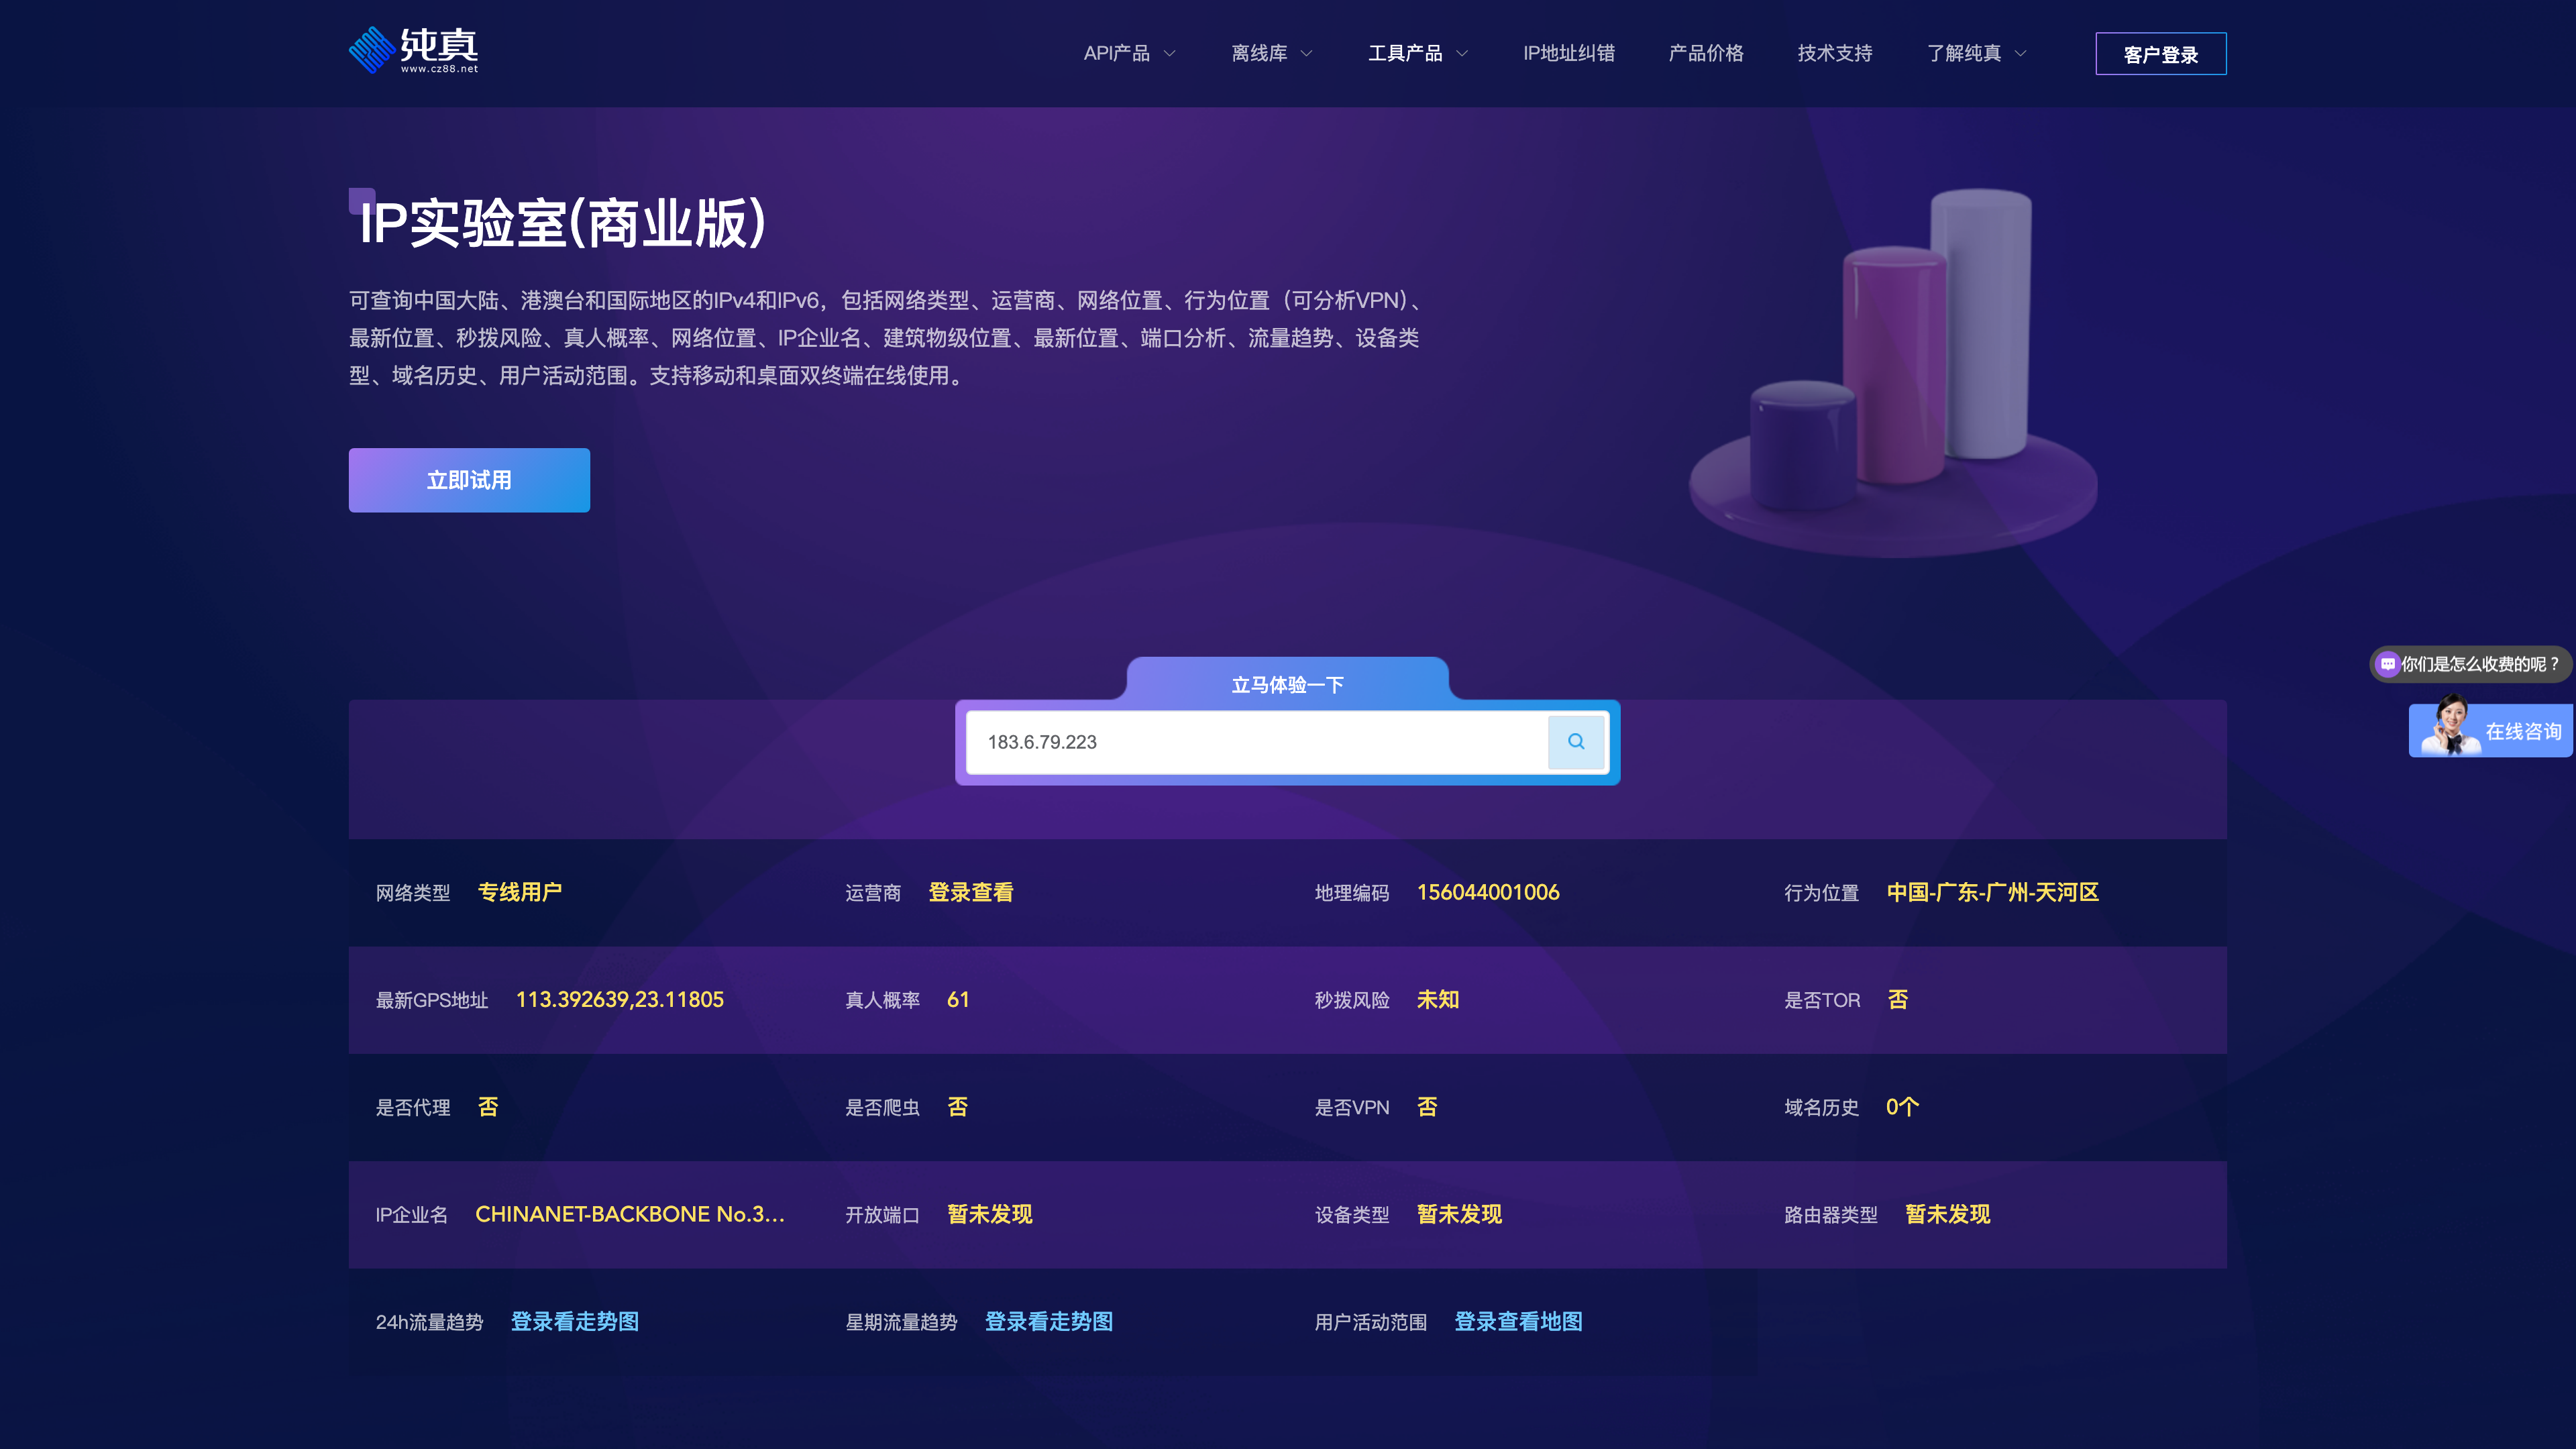 纯真
www.cz88.net
API产品
离线库
工具产品
IP地址纠错
产品价格
技术支持
了解纯真
客户登录
IP实验室(商业版)
可查询中国大陆、港澳台和国际地区的IPv4和IPv6，包括网络类型、运营商、网络位置、行为位置（可分析VPN）、
最新位置、秒拨风险、真人概率、网络位置、IP企业名、建筑物级位置、最新位置、端口分析、流量趋势、设备类
型、域名历史、用户活动范围。支持移动和桌面双终端在线使用。
立即试用
你们是怎么收费的呢？
在线咨询
立马体验一下
183.6.79.223
网络类型 专线用户
运营商 登录查看
地理编码 156044001006
行为位置 中国-广东-广州-天河区
最新GPS地址 113.392639,23.11805
真人概率 61
秒拨风险 未知
是否TOR 否
是否代理 否
是否爬虫 否
是否VPN 否
域名历史 0个
IP企业名 CHINANET-BACKBONE No.3...
开放端口 暂未发现
设备类型 暂未发现
路由器类型 暂未发现
24h流量趋势 登录看走势图
星期流量趋势 登录看走势图
用户活动范围 登录查看地图